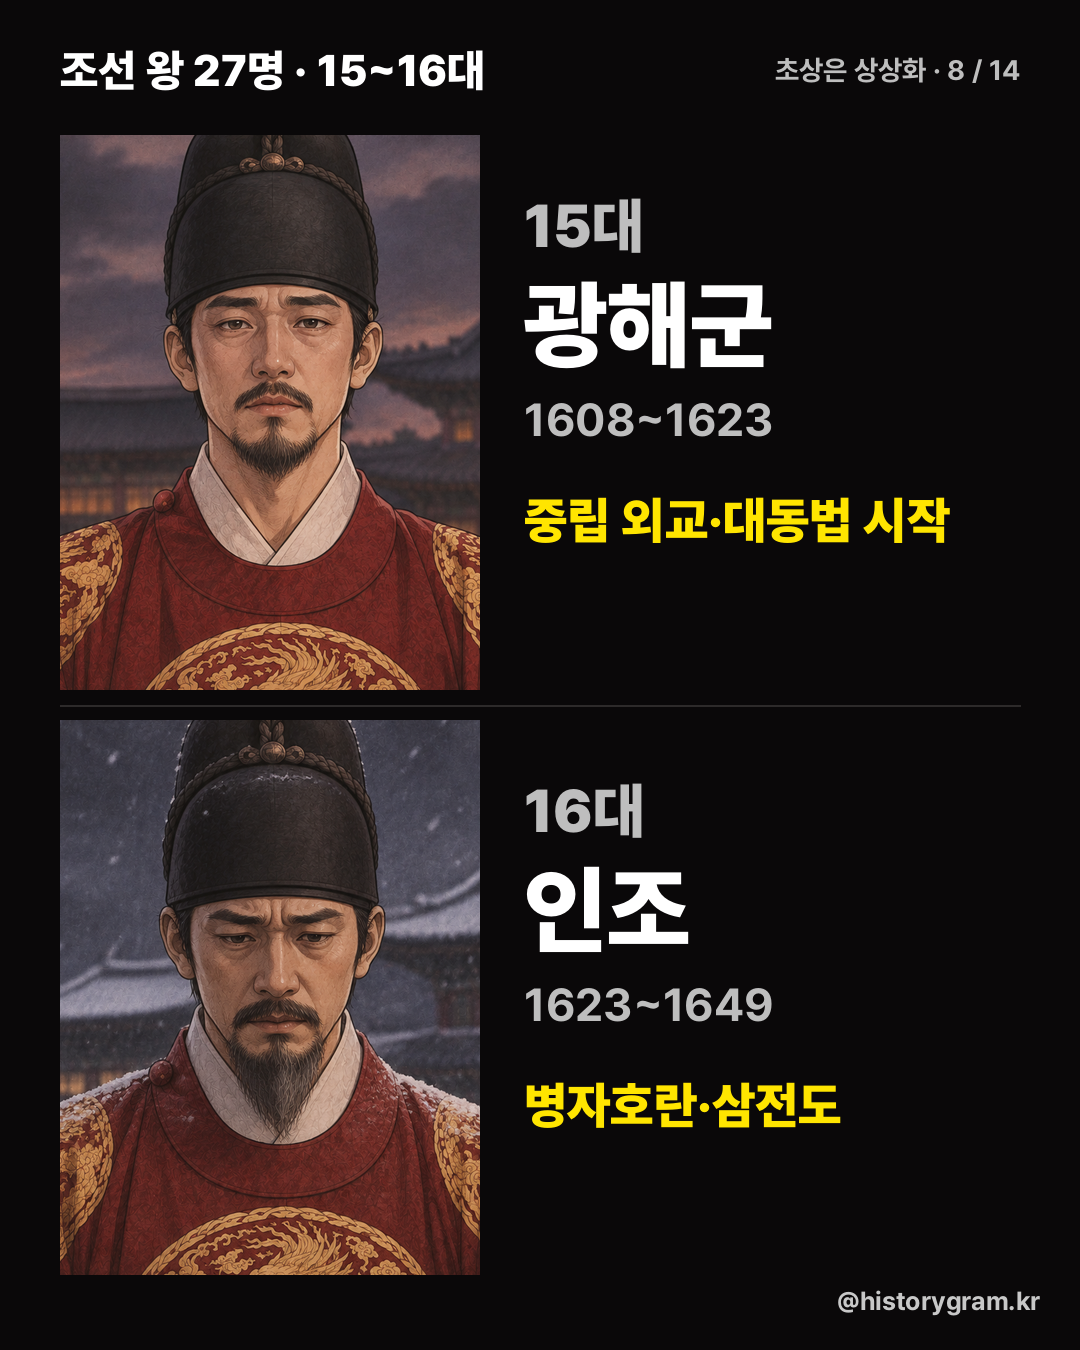 조선 왕 27명 · 15~16대
초상은 상상화 · 8 / 14
15대
광해군
1608~1623
중립 외교·대동법 시작
16대
인조
1623~1649
병자호란·삼전도
@historygram.kr